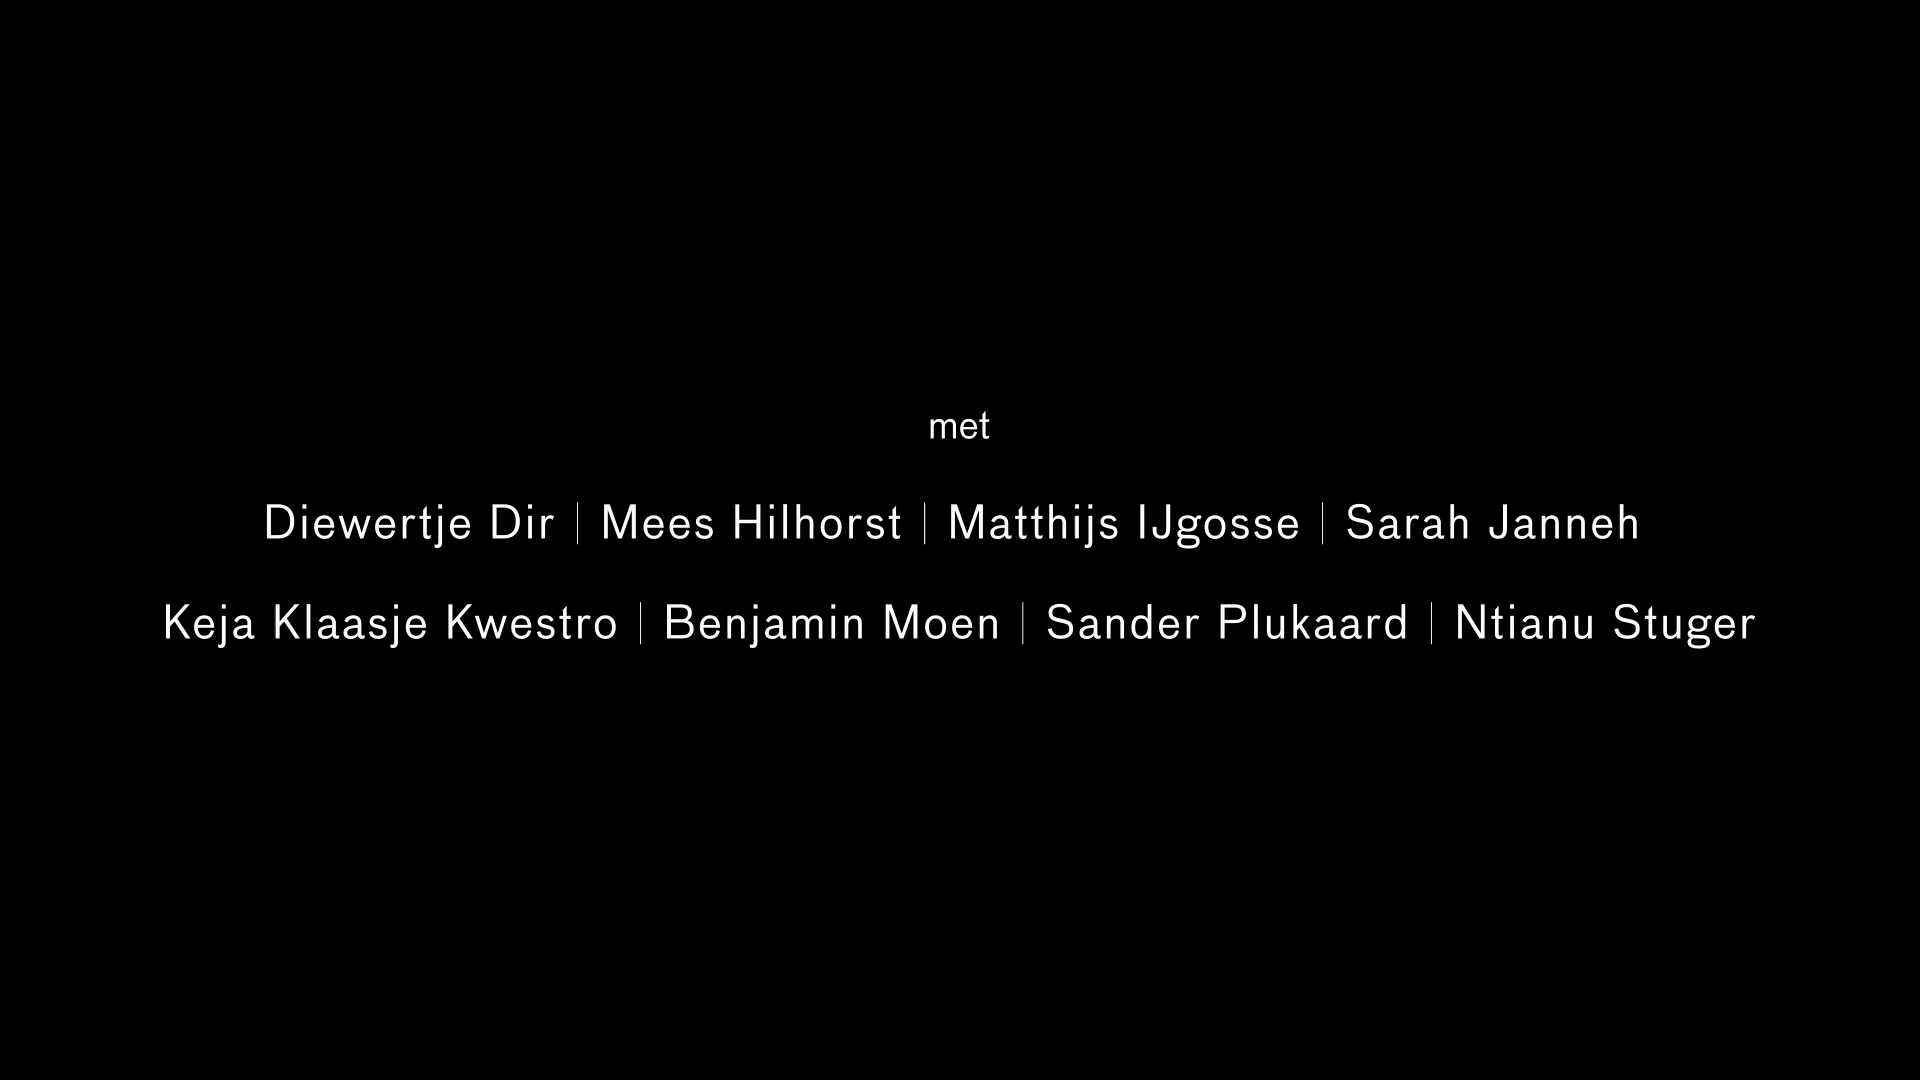 met
Diewertje Dir | Mees Hilhorst | Matthijs IJgosse | Sarah Janneh
Keja Klaasje Kwestro | Benjamin Moen | Sander Plukaard | Ntianu Stuger